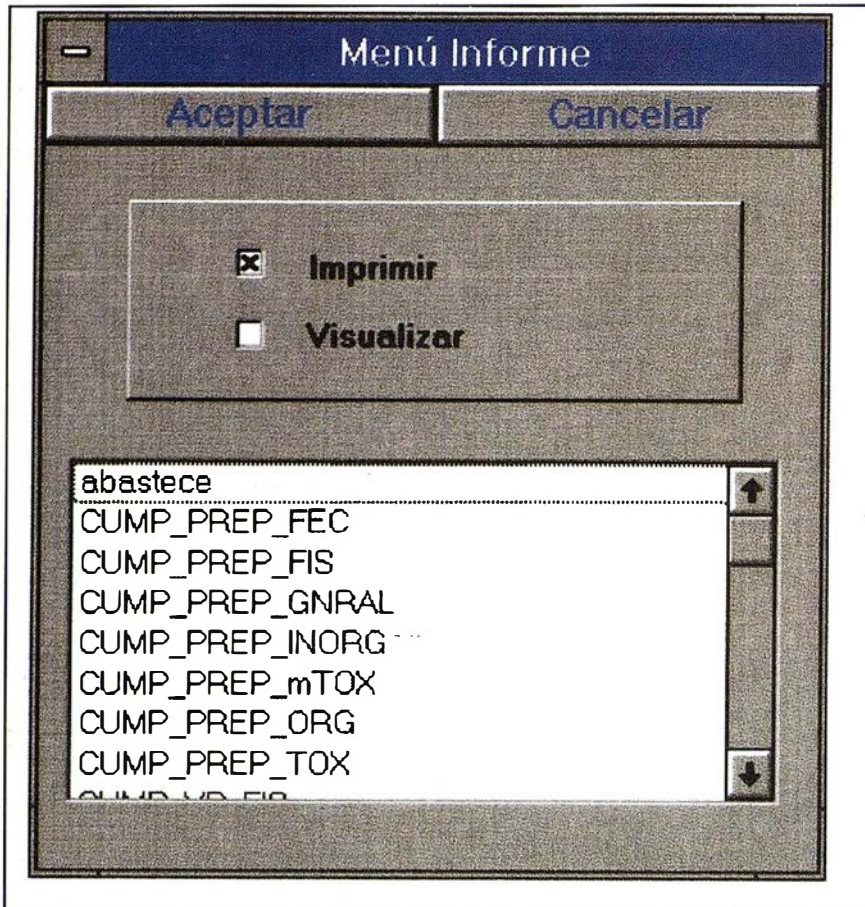 Menú Informe
Aceptar Cancelar
Imprimir
Visualizar
abastece
CUMP_PREP_FEC
CUMP_PREP_FIS
CUMP_PREP_GNRAL
CUMP_PREP_INORG
CUMP_PREP_mTOX
CUMP_PREP_ORG
CUMP_PREP_TOX